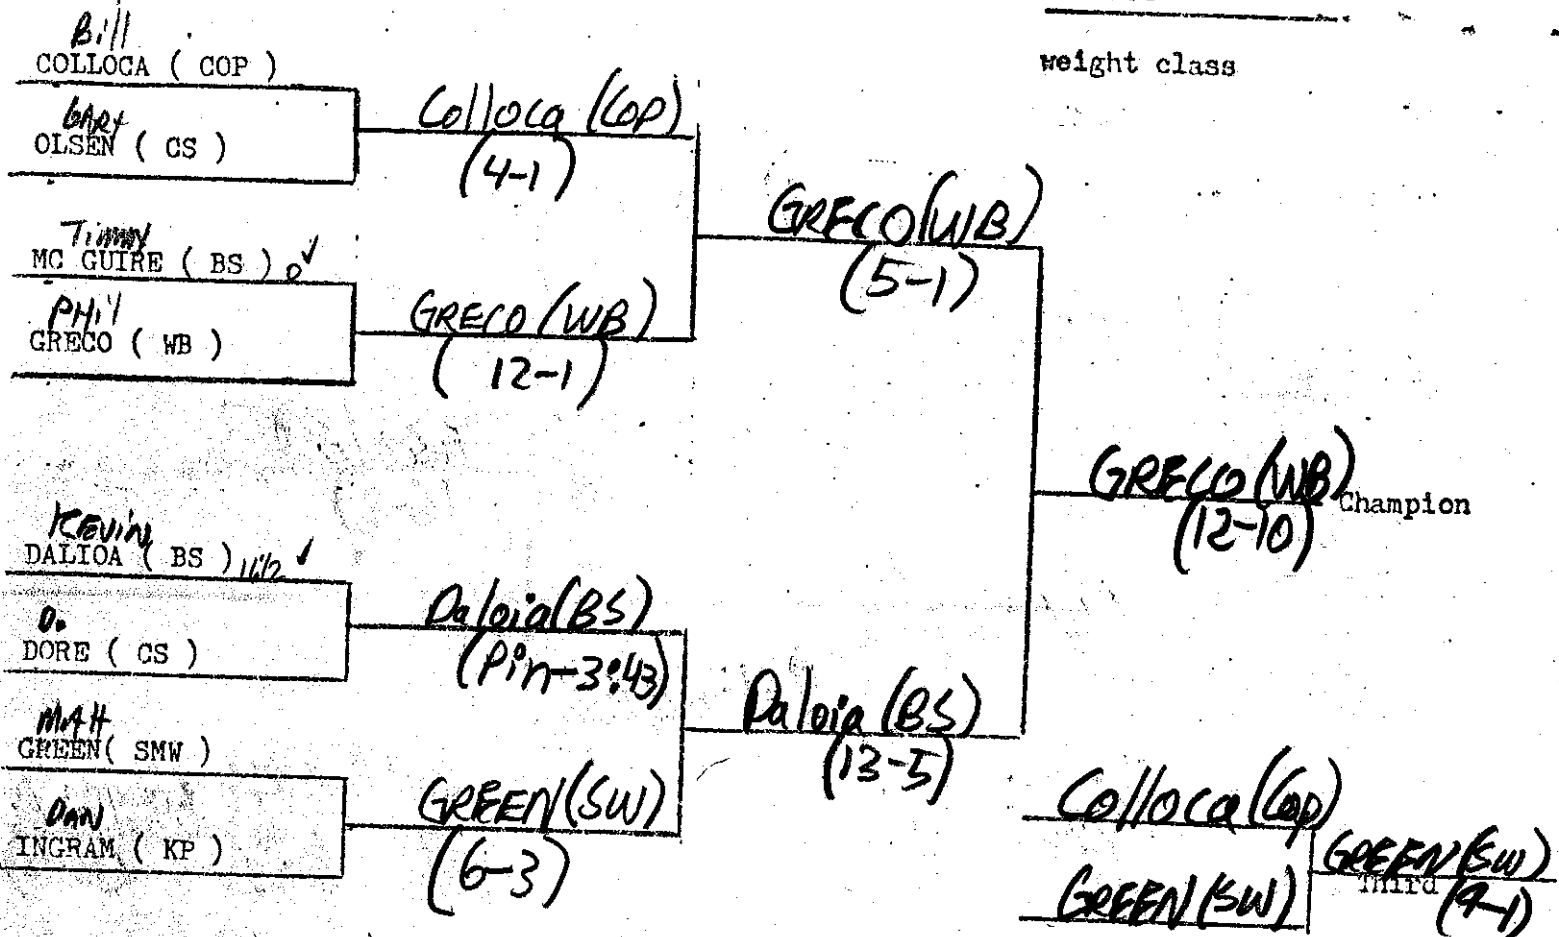 weight class
Bill
COLLOCA ( COP )
Colloca (COP)
GARY
OLSEN ( CS )
(4-1)
GRECO (WB)
(5-1)
Timmy
MC GUIRE ( BS ) 0 ✓
PHil
GRECO ( WB )
GRECO (WB)
(12-1)
GRECO (WB) Champion
(12-10)
KEViN
DALIOA ( BS ) ✓
Daloia (BS)
(Pin-3:43)
D.
DORE ( CS )
Daloia (BS)
(13-5)
MAtt
GREEN( SMW )
GREEN (SW)
(6-3)
DAN
INGRAM ( KP )
Colloca (Cop)
GREEN (SW)
Third (9-1)
GREEN (SW)